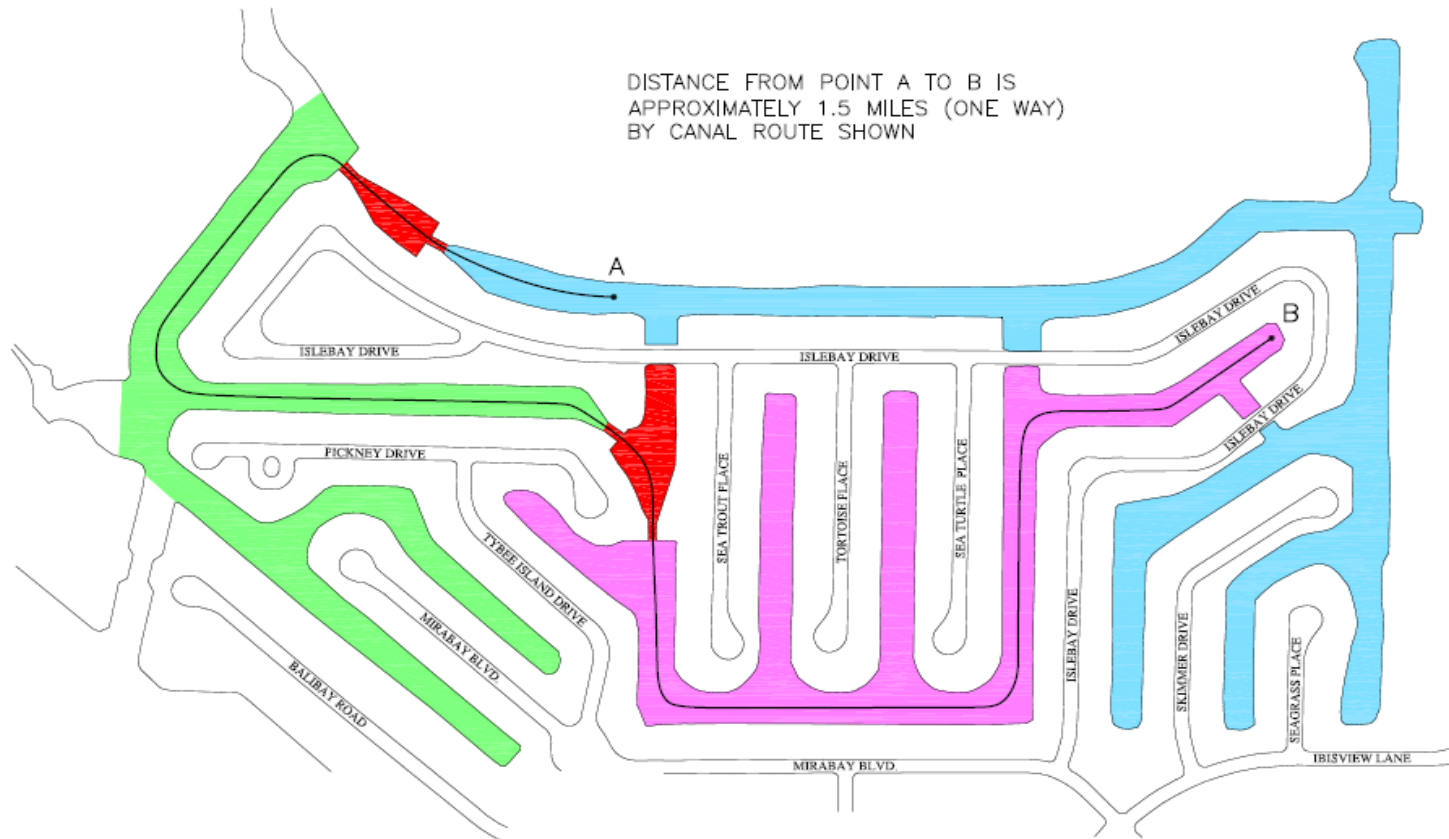 DISTANCE FROM POINT A TO B IS
APPROXIMATELY 1.5 MILES (ONE WAY)
BY CANAL ROUTE SHOWN
A
B
ISLEBAY DRIVE
ISLEBAY DRIVE
ISLEBAY DRIVE
ISLEBAY DRIVE
PICKNEY DRIVE
SEA TROUT PLACE
TORTOISE PLACE
SEA TURTLE PLACE
TYBEE ISLAND DRIVE
MIRABAY BLVD.
BALIBAY ROAD
ISLEBAY DRIVE
SKIMMER DRIVE
SEAGRASS PLACE
MIRABAY BLVD.
IBISVIEW LANE